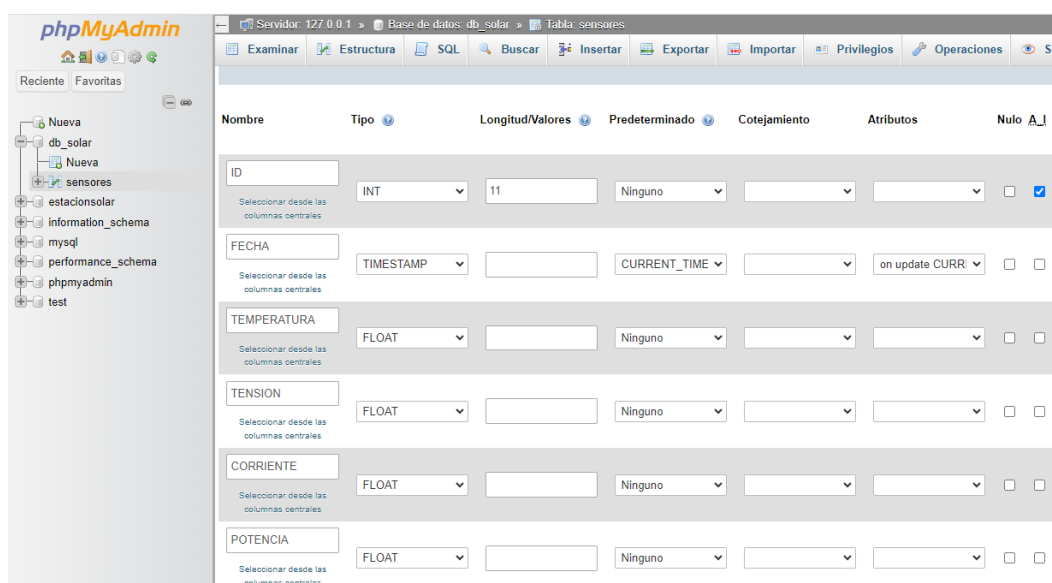 phpMyAdmin
Reciente Favoritas
Nueva
db_solar
Nueva
sensores
estacionsolar
information_schema
mysql
performance_schema
phpmyadmin
test
Servidor: 127.0.0.1 » Base de datos: db_solar » Tabla: sensores
Examinar Estructura SQL Buscar Insertar Exportar Importar Privilegios Operaciones S
Nombre Tipo Longitud/Valores Predeterminado Cotejamiento Atributos Nulo A_I
ID
INT 11 Ninguno
Seleccionar desde las
columnas centrales
FECHA
TIMESTAMP CURRENT_TIME on update CURR
Seleccionar desde las
columnas centrales
TEMPERATURA
FLOAT Ninguno
Seleccionar desde las
columnas centrales
TENSION
FLOAT Ninguno
Seleccionar desde las
columnas centrales
CORRIENTE
FLOAT Ninguno
Seleccionar desde las
columnas centrales
POTENCIA
FLOAT Ninguno
Seleccionar desde las
columnas centrales